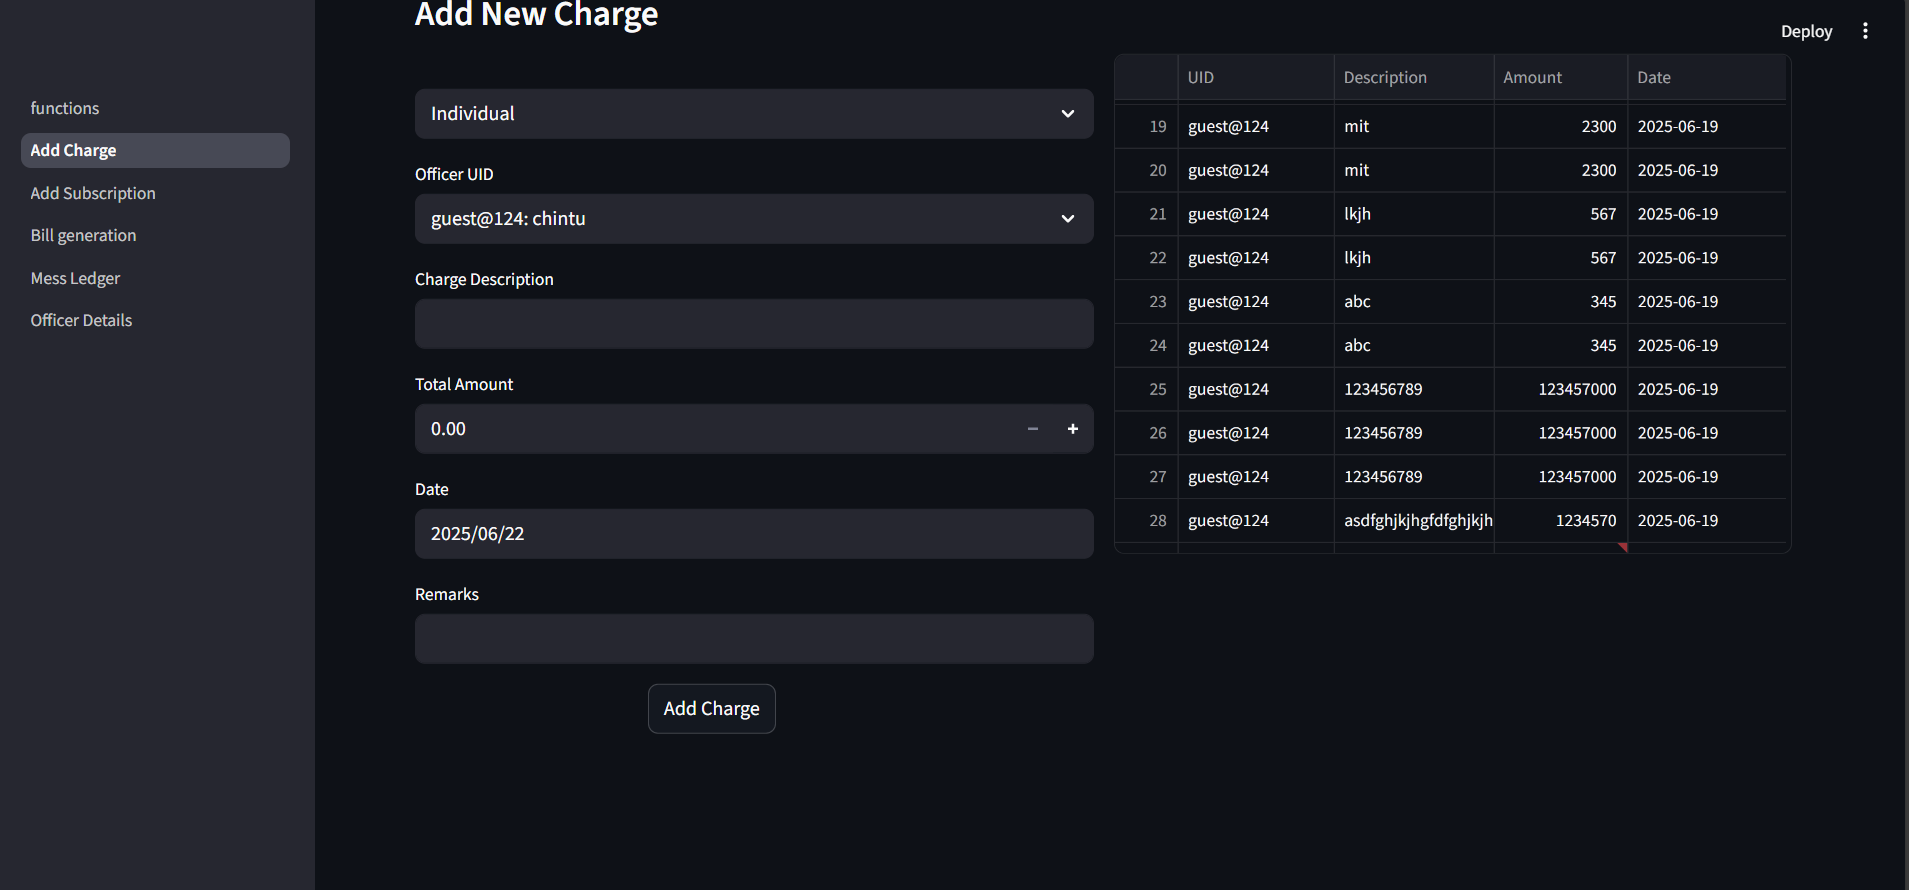 Add New Charge
Deploy
functions
Add Charge
Add Subscription
Bill generation
Mess Ledger
Officer Details
Individual
Officer UID
guest@124: chintu
Charge Description
Total Amount
0.00
Date
2025/06/22
Remarks
Add Charge
UID Description Amount Date
19 guest@124 mit 2300 2025-06-19
20 guest@124 mit 2300 2025-06-19
21 guest@124 lkjh 567 2025-06-19
22 guest@124 lkjh 567 2025-06-19
23 guest@124 abc 345 2025-06-19
24 guest@124 abc 345 2025-06-19
25 guest@124 123456789 123457000 2025-06-19
26 guest@124 123456789 123457000 2025-06-19
27 guest@124 123456789 123457000 2025-06-19
28 guest@124 asdfghjkjhgfdfghjkjh 1234570 2025-06-19